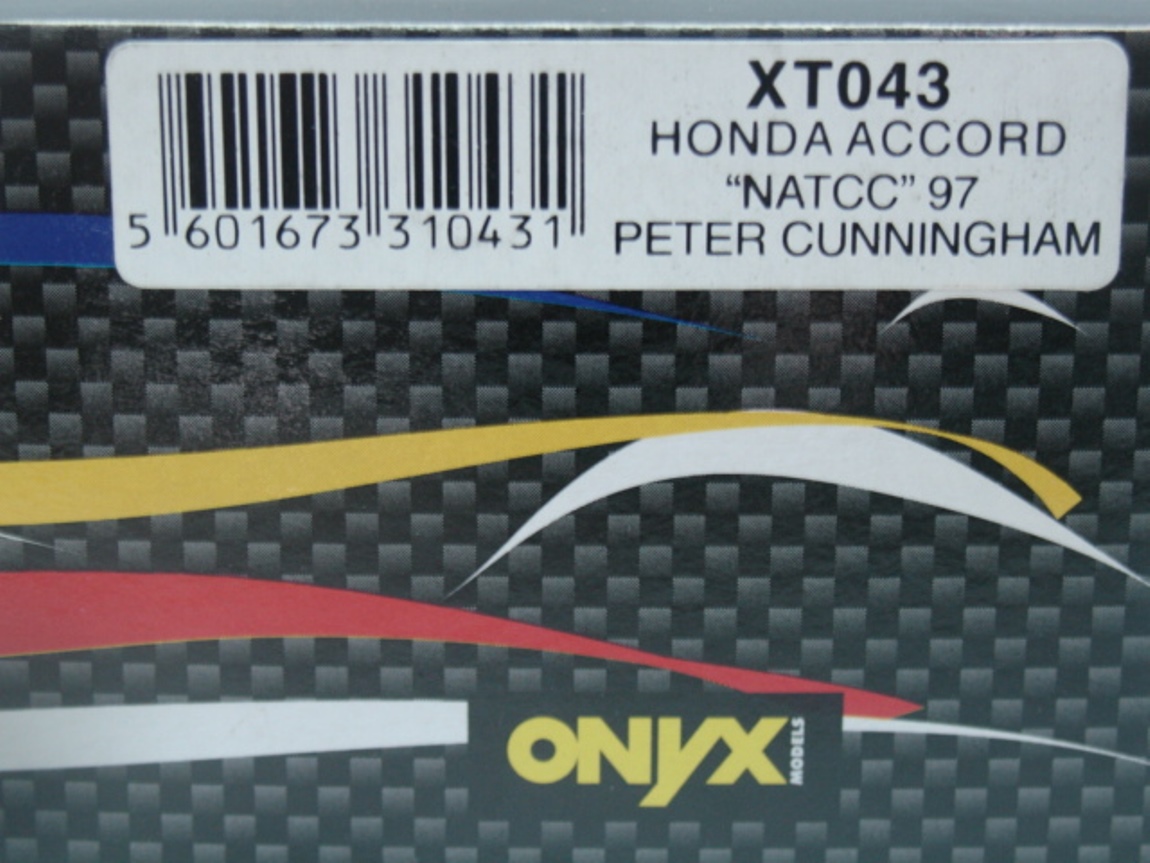 XT043
HONDA ACCORD
“NATCC” 97
PETER CUNNINGHAM
5 601673 310431
ONYX
MODELS